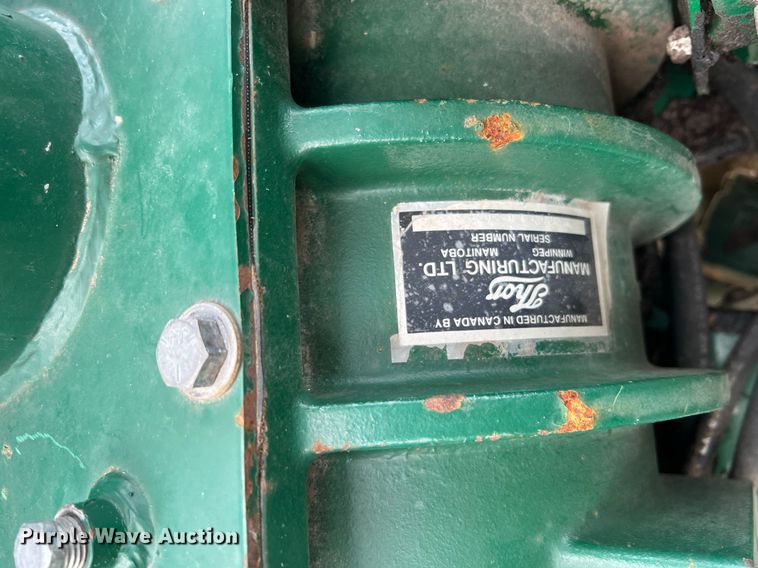 MANUFACTURED IN CANADA BY
Thor
MANUFACTURING LTD.
WINNIPEG MANITOBA
SERIAL NUMBER
Purple Wave Auction